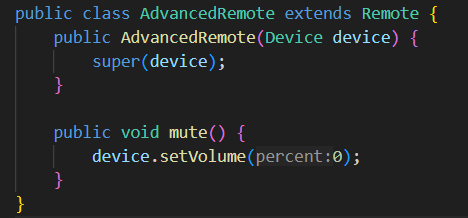 public class AdvancedRemote extends Remote {
    public AdvancedRemote(Device device) {
        super(device);
    }

    public void mute() {
        device.setVolume(percent:0);
    }
}